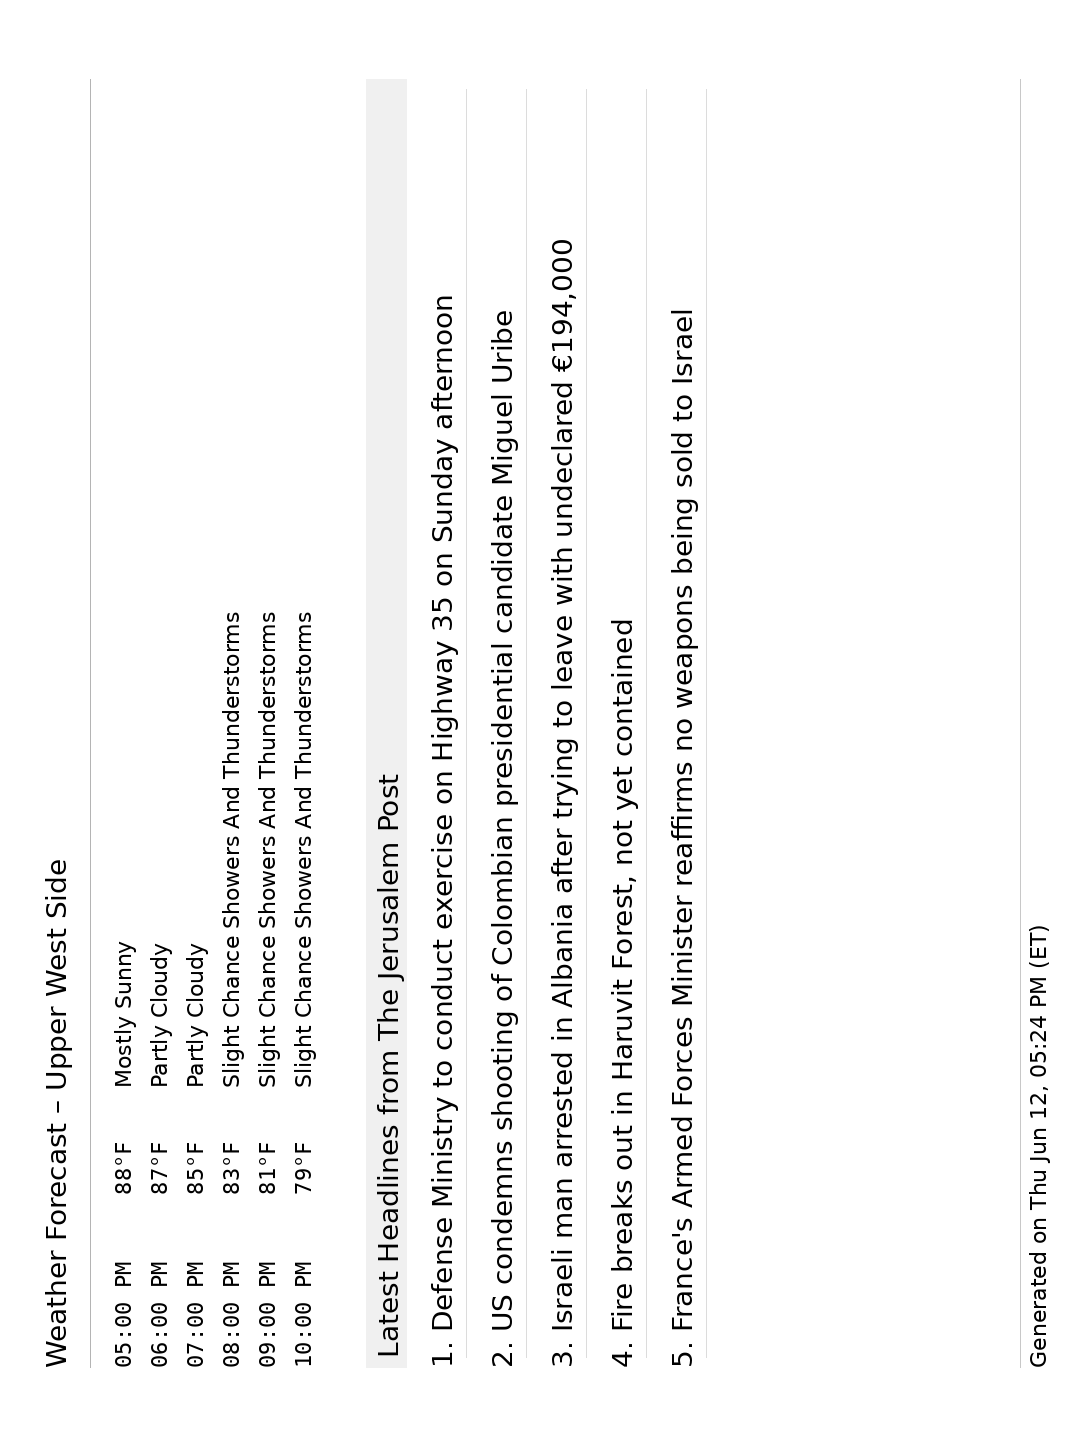 Weather Forecast – Upper West Side
05:00 PM 88°F Mostly Sunny
06:00 PM 87°F Partly Cloudy
07:00 PM 85°F Partly Cloudy
08:00 PM 83°F Slight Chance Showers And Thunderstorms
09:00 PM 81°F Slight Chance Showers And Thunderstorms
10:00 PM 79°F Slight Chance Showers And Thunderstorms
Latest Headlines from The Jerusalem Post
1. Defense Ministry to conduct exercise on Highway 35 on Sunday afternoon
2. US condemns shooting of Colombian presidential candidate Miguel Uribe
3. Israeli man arrested in Albania after trying to leave with undeclared €194,000
4. Fire breaks out in Haruvit Forest, not yet contained
5. France's Armed Forces Minister reaffirms no weapons being sold to Israel
Generated on Thu Jun 12, 05:24 PM (ET)